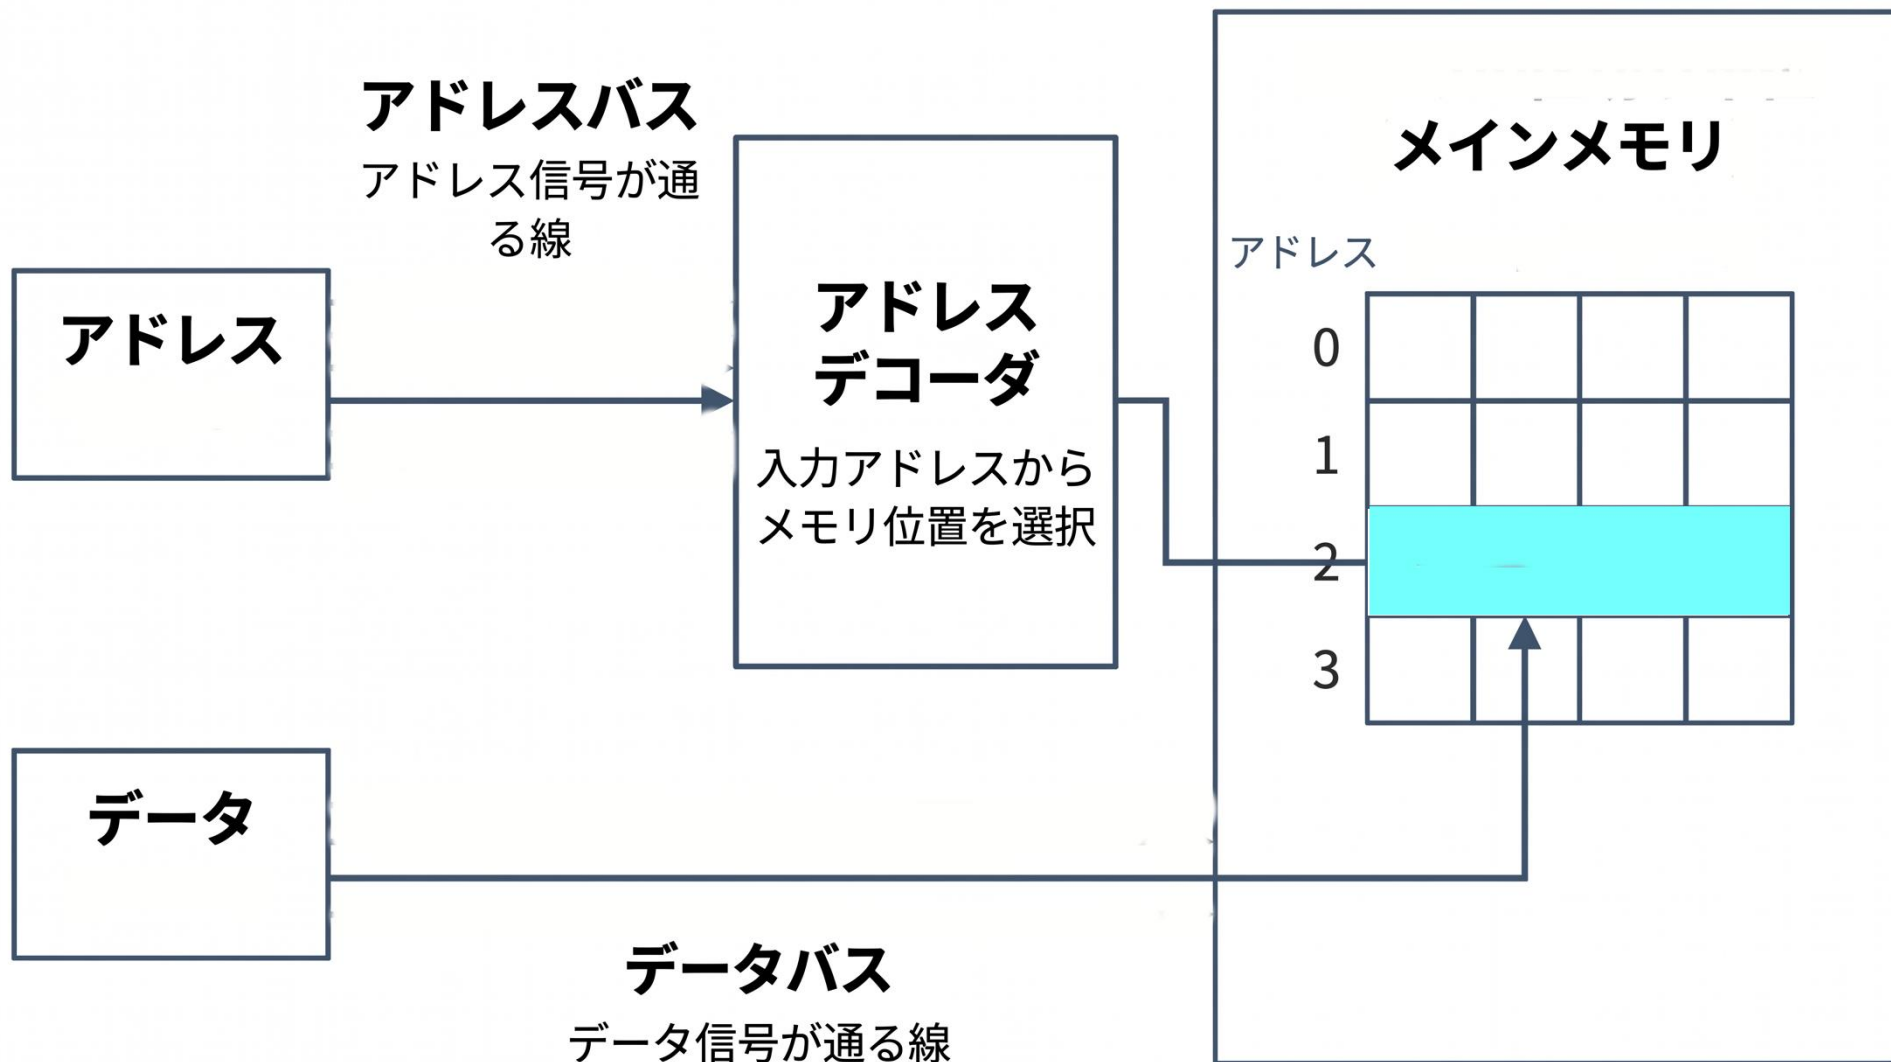 アドレスバス
アドレス信号が通
る線
アドレス
アドレス
デコーダ
入力アドレスから
メモリ位置を選択
メインメモリ
アドレス
0
1
2
3
データ
データバス
データ信号が通る線